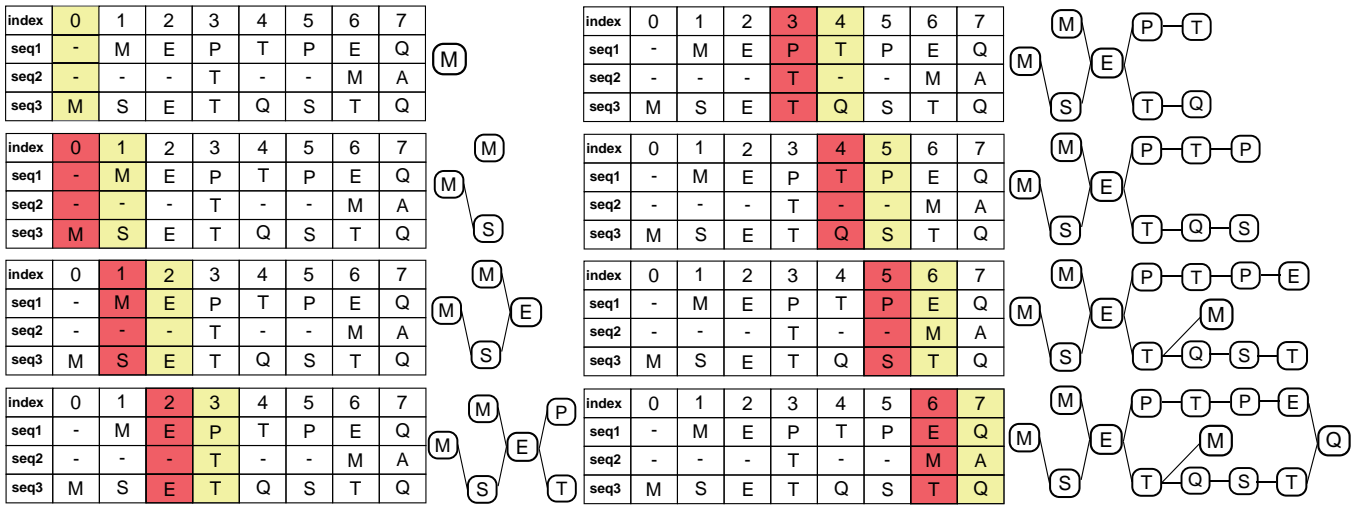 index 0 1 2 3 4 5 6 7
seq1 - M E P T P E Q
seq2 - - - T - - M A
seq3 M S E T Q S T Q
M
index 0 1 2 3 4 5 6 7
seq1 - M E P T P E Q
seq2 - - - T - - M A
seq3 M S E T Q S T Q
M
M
S
index 0 1 2 3 4 5 6 7
seq1 - M E P T P E Q
seq2 - - - T - - M A
seq3 M S E T Q S T Q
M
M E
S
index 0 1 2 3 4 5 6 7
seq1 - M E P T P E Q
seq2 - - - T - - M A
seq3 M S E T Q S T Q
M P
M E
S T
index 0 1 2 3 4 5 6 7
seq1 - M E P T P E Q
seq2 - - - T - - M A
seq3 M S E T Q S T Q
M P T
M E
S T Q
index 0 1 2 3 4 5 6 7
seq1 - M E P T P E Q
seq2 - - - T - - M A
seq3 M S E T Q S T Q
M P T P
M E
S T Q S
index 0 1 2 3 4 5 6 7
seq1 - M E P T P E Q
seq2 - - - T - - M A
seq3 M S E T Q S T Q
M P T P E
M E M
S T Q S T
index 0 1 2 3 4 5 6 7
seq1 - M E P T P E Q
seq2 - - - T - - M A
seq3 M S E T Q S T Q
M P T P E
M E M Q
S T Q S T